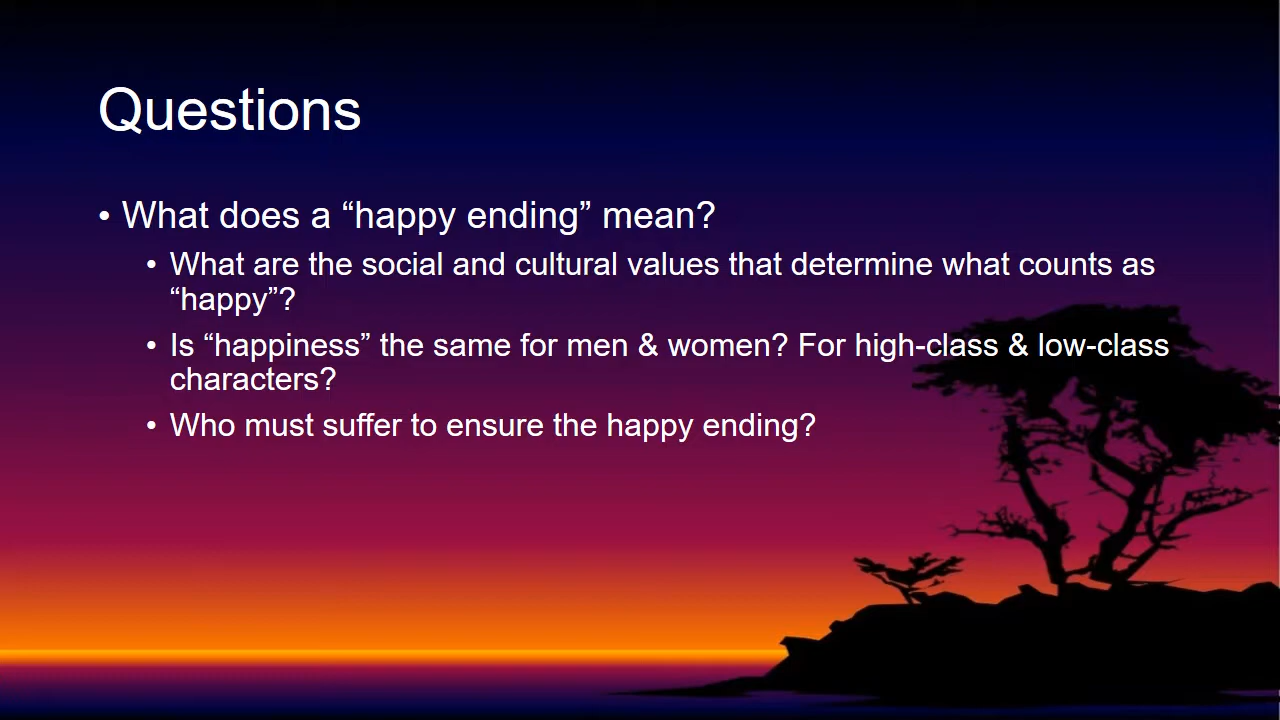 Questions
• What does a “happy ending” mean?
• What are the social and cultural values that determine what counts as
“happy”?
• Is “happiness” the same for men & women? For high-class & low-class
characters?
• Who must suffer to ensure the happy ending?